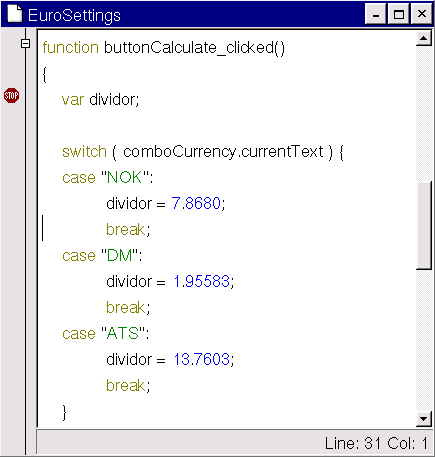 EuroSettings
function buttonCalculate_clicked()
{
STOP
var dividor;
switch ( comboCurrency.currentText ) {
case "NOK":
dividor = 7.8680;
break;
case "DM":
dividor = 1.95583;
break;
case "ATS":
dividor = 13.7603;
break;
}
Line: 31 Col: 1